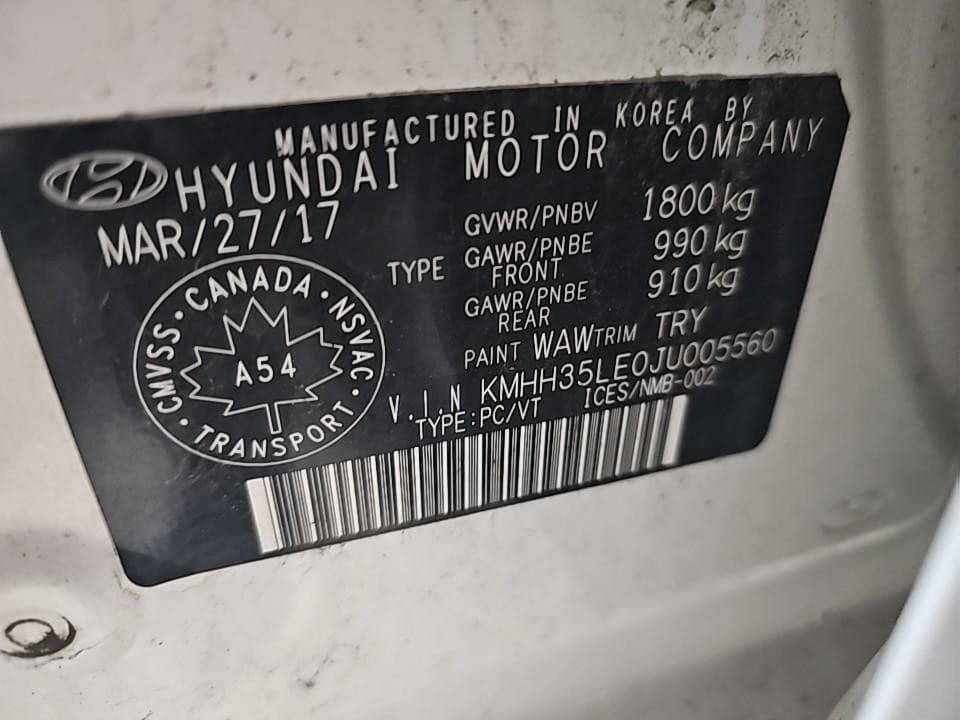 MANUFACTURED IN KOREA BY
HYUNDAI MOTOR COMPANY
MAR/27/17
GVWR/PNBV 1800 kg
TYPE GAWR/PNBE FRONT 990 kg
GAWR/PNBE REAR 910 kg
PAINT WAW TRIM TRY
V.I.N KMHH35LE0JU005560
TYPE:PC/VT ICES/NMB-002
CMVSS · CANADA · NSVAC
· TRANSPORT ·
A54